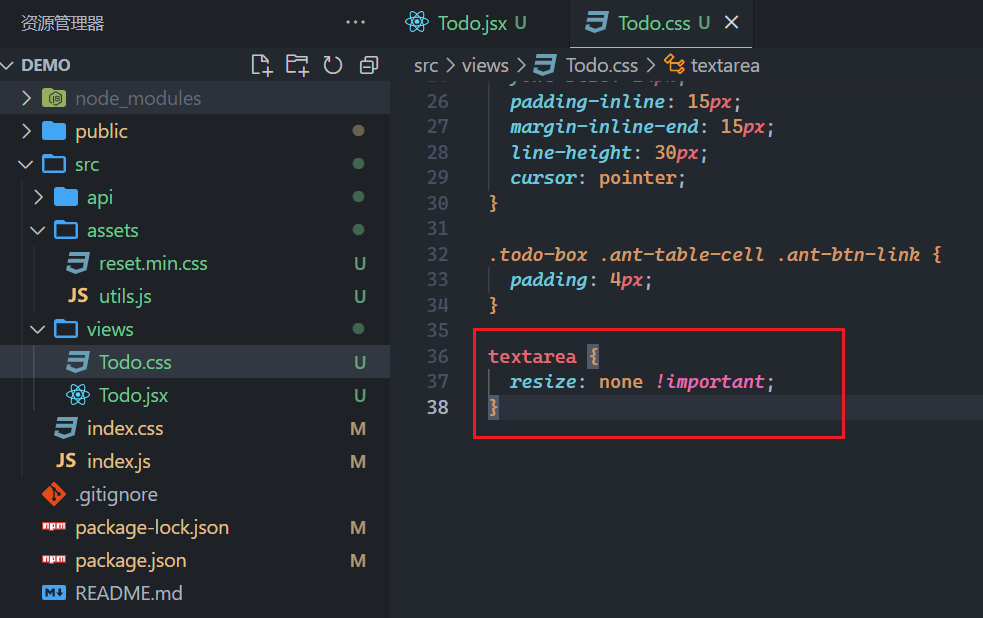 资源管理器 ···
DEMO
node_modules
public
src
api
assets
reset.min.css U
JS utils.js U
views
Todo.css U
Todo.jsx U
index.css M
JS index.js M
.gitignore
package-lock.json M
package.json M
README.md
Todo.jsx U
Todo.css U
src > views > Todo.css > textarea
26 padding-inline: 15px;
27 margin-inline-end: 15px;
28 line-height: 30px;
29 cursor: pointer;
30 }
31
32 .todo-box .ant-table-cell .ant-btn-link {
33 padding: 4px;
34 }
35
36 textarea {
37 resize: none !important;
38 }